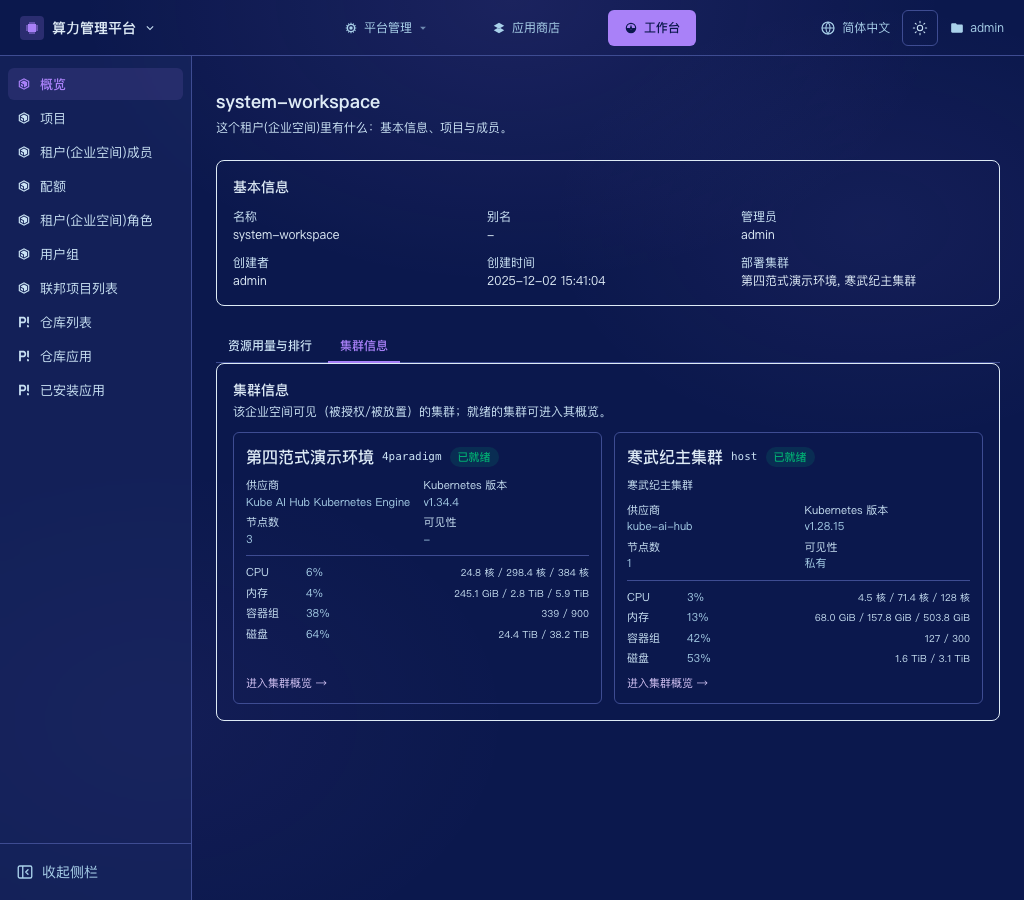 算力管理平台
平台管理
应用商店
工作台
简体中文
admin
概览
项目
租户(企业空间)成员
配额
租户(企业空间)角色
用户组
联邦项目列表
P! 仓库列表
P! 仓库应用
P! 已安装应用
收起侧栏
system-workspace
这个租户(企业空间)里有什么：基本信息、项目与成员。
基本信息
名称 别名 管理员
system-workspace – admin
创建者 创建时间 部署集群
admin 2025-12-02 15:41:04 第四范式演示环境, 寒武纪主集群
资源用量与排行 集群信息
集群信息
该企业空间可见（被授权/被放置）的集群；就绪的集群可进入其概览。
第四范式演示环境 4paradigm 已就绪
供应商 Kubernetes 版本
Kube AI Hub Kubernetes Engine v1.34.4
节点数 可见性
3 –
CPU 6% 24.8 核 / 298.4 核 / 384 核
内存 4% 245.1 GiB / 2.8 TiB / 5.9 TiB
容器组 38% 339 / 900
磁盘 64% 24.4 TiB / 38.2 TiB
进入集群概览 →
寒武纪主集群 host 已就绪
寒武纪主集群
供应商 Kubernetes 版本
kube-ai-hub v1.28.15
节点数 可见性
1 私有
CPU 3% 4.5 核 / 71.4 核 / 128 核
内存 13% 68.0 GiB / 157.8 GiB / 503.8 GiB
容器组 42% 127 / 300
磁盘 53% 1.6 TiB / 3.1 TiB
进入集群概览 →